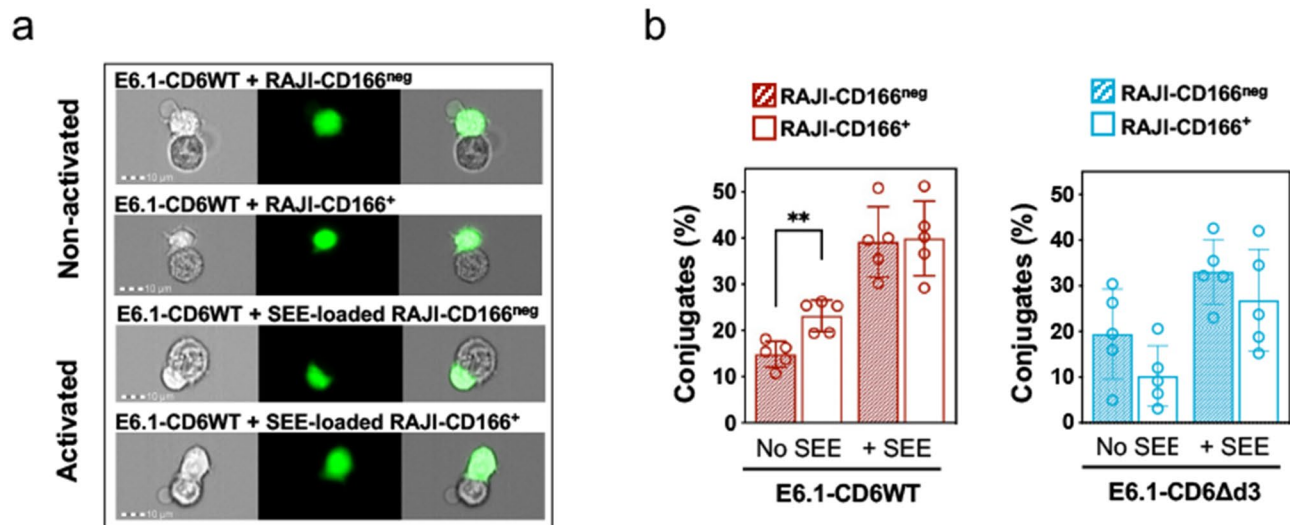 a
Non-activated
Activated
E6.1-CD6WT + RAJI-CD166neg
10 µm
E6.1-CD6WT + RAJI-CD166+
10 µm
E6.1-CD6WT + SEE-loaded RAJI-CD166neg
10 µm
E6.1-CD6WT + SEE-loaded RAJI-CD166+
10 µm
b
RAJI-CD166neg
RAJI-CD166+
Conjugates (%)
50
40
30
20
10
0
**
No SEE + SEE
E6.1-CD6WT
RAJI-CD166neg
RAJI-CD166+
Conjugates (%)
50
40
30
20
10
0
No SEE + SEE
E6.1-CD6Δd3